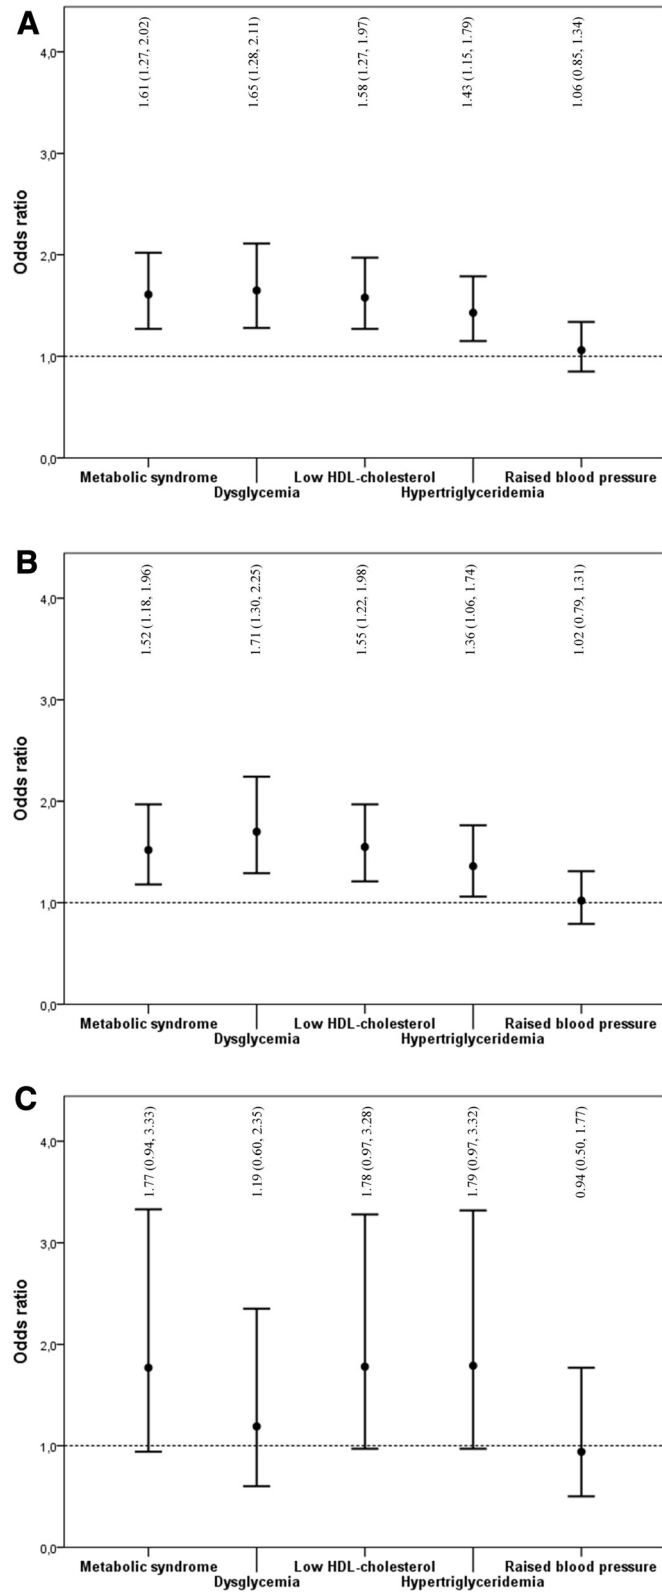 A
1.61 (1.27, 2.02)
1.65 (1.28, 2.11)
1.58 (1.27, 1.97)
1.43 (1.15, 1.79)
1.06 (0.85, 1.34)
4,0
3,0
2,0
1,0
0,0
Odds ratio
Metabolic syndrome
Dysglycemia
Low HDL-cholesterol
Hypertriglyceridemia
Raised blood pressure
B
1.52 (1.18, 1.96)
1.71 (1.30, 2.25)
1.55 (1.22, 1.98)
1.36 (1.06, 1.74)
1.02 (0.79, 1.31)
4,0
3,0
2,0
1,0
0,0
Odds ratio
Metabolic syndrome
Dysglycemia
Low HDL-cholesterol
Hypertriglyceridemia
Raised blood pressure
C
1.77 (0.94, 3.33)
1.19 (0.60, 2.35)
1.78 (0.97, 3.28)
1.79 (0.97, 3.32)
0.94 (0.50, 1.77)
4,0
3,0
2,0
1,0
0,0
Odds ratio
Metabolic syndrome
Dysglycemia
Low HDL-cholesterol
Hypertriglyceridemia
Raised blood pressure